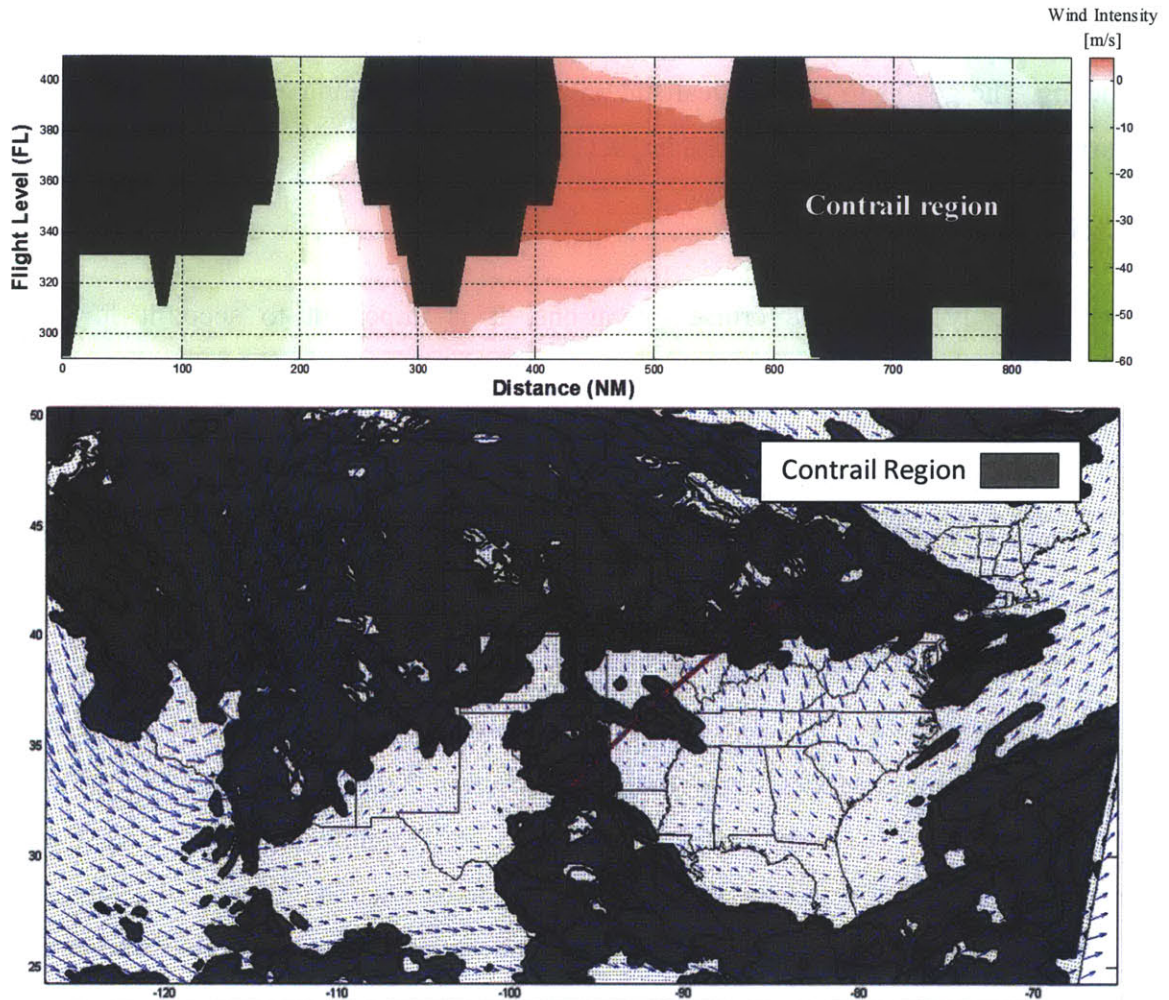 Wind Intensity
[m/s]
400
380
360
340
320
300
Flight Level (FL)
Contrail region
0
-10
-20
-30
-40
-50
-60
0 100 200 300 400 500 600 700 800
Distance (NM)
50
45
40
35
30
25
Contrail Region
-120 -110 -100 -90 -80 -70